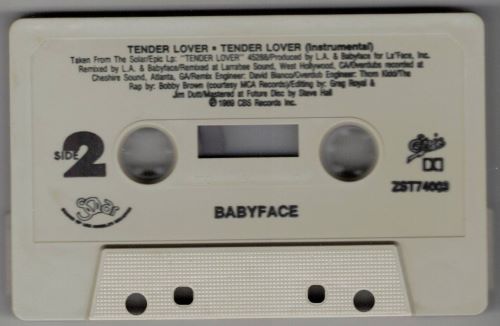 TENDER LOVER • TENDER LOVER (Instrumental)
Taken From The Solar/Epic Lp: "TENDER LOVER" 45288/Produced by L.A. & Babyface for La'Face, Inc.
Remixed by L.A. & Babyface/Remixed at Larrabee Sound, West Hollywood, CA/Overdubs recorded at
Cheshire Sound, Atlanta, GA/Remix Engineer: David Bianco/Overdub Engineer: Thom Kidd/The
Rap by: Bobby Brown (courtesy MCA Records)/Editing by: Greg Royal &
Jim Dutt/Mastered at Future Disc by Steve Hall
℗ 1989 CBS Records Inc.
SIDE 2
Epic
ZST74003
Solar
BABYFACE